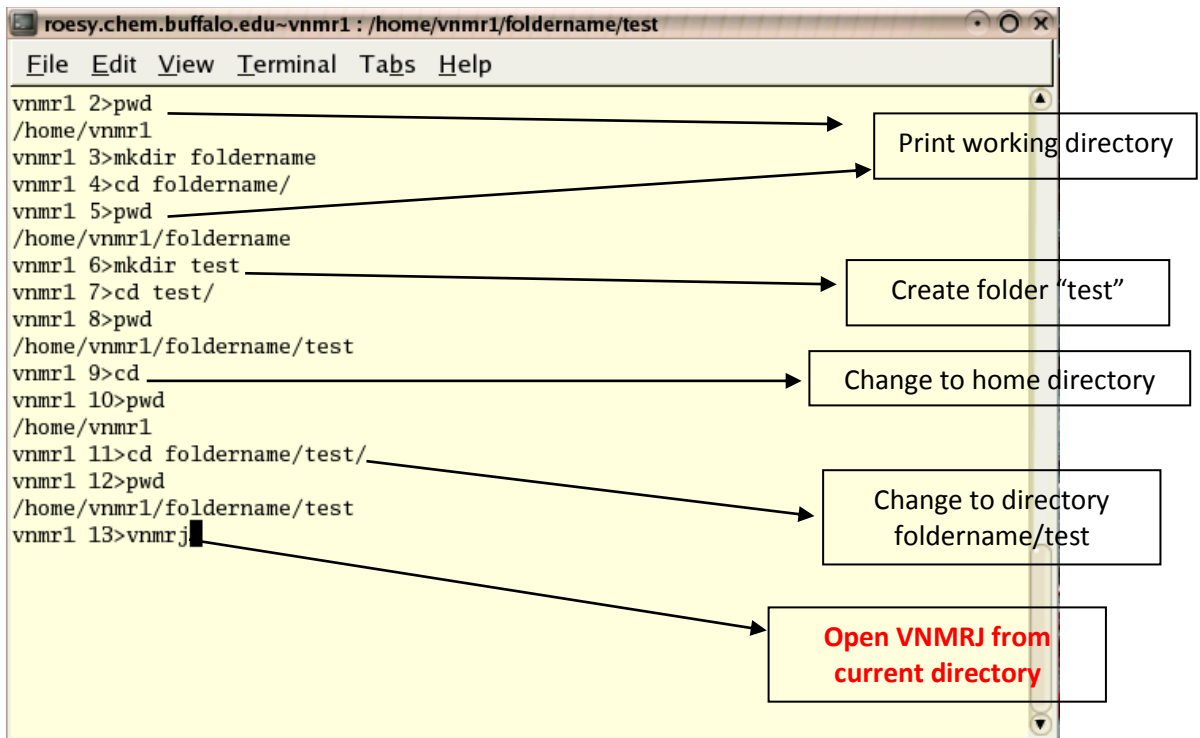 roesy.chem.buffalo.edu~vnmr1 : /home/vnmr1/foldername/test
File Edit View Terminal Tabs Help
vnmr1 2>pwd
/home/vnmr1
vnmr1 3>mkdir foldername
vnmr1 4>cd foldername/
vnmr1 5>pwd
/home/vnmr1/foldername
vnmr1 6>mkdir test
vnmr1 7>cd test/
vnmr1 8>pwd
/home/vnmr1/foldername/test
vnmr1 9>cd
vnmr1 10>pwd
/home/vnmr1
vnmr1 11>cd foldername/test/
vnmr1 12>pwd
/home/vnmr1/foldername/test
vnmr1 13>vnmrj
Print working directory
Create folder “test”
Change to home directory
Change to directory
foldername/test
Open VNMRJ from
current directory